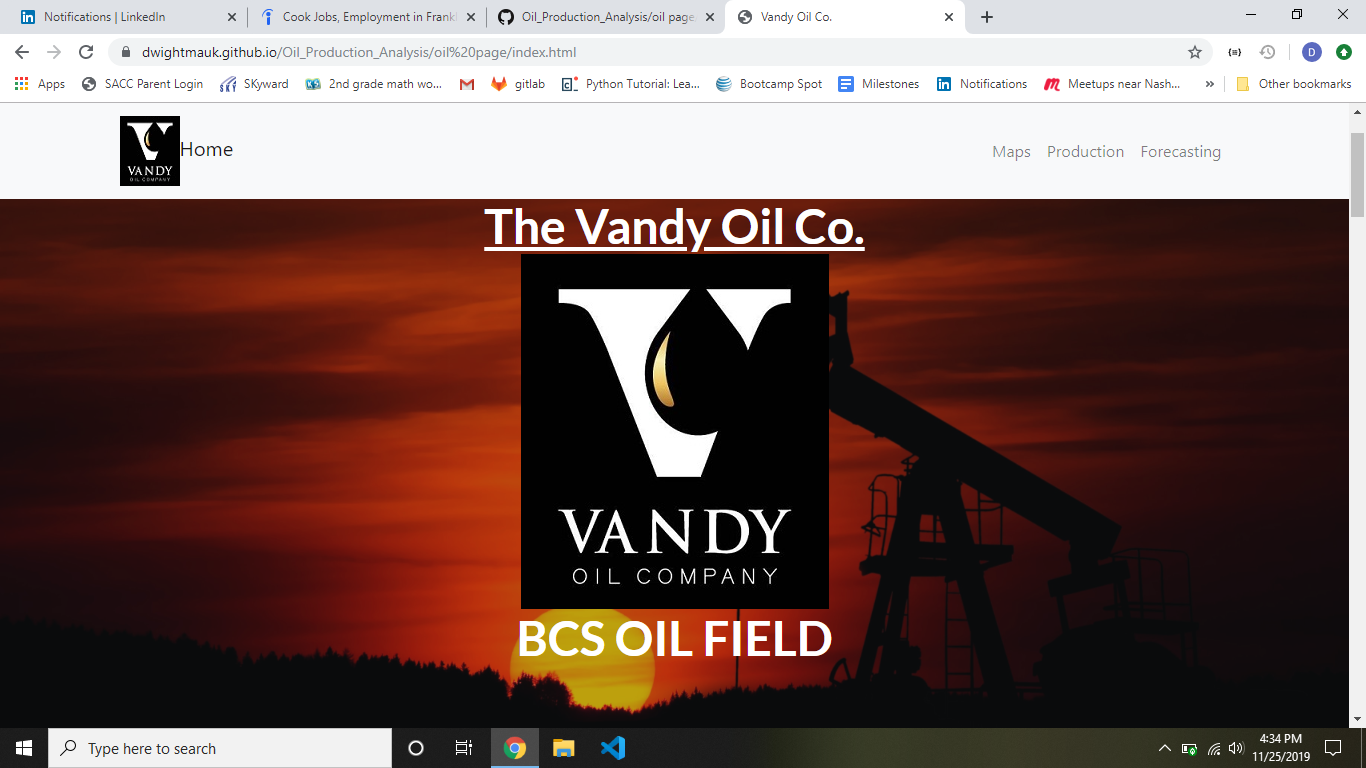 Notifications | LinkedIn
Cook Jobs, Employment in Frankl
Oil_Production_Analysis/oil page
Vandy Oil Co.
dwightmauk.github.io/Oil_Production_Analysis/oil%20page/index.html
D
Apps
SACC Parent Login
SKyward
2nd grade math wo...
gitlab
Python Tutorial: Lea...
Bootcamp Spot
Milestones
Notifications
Meetups near Nash...
»
Other bookmarks
VANDY
OIL COMPANY
Home
Maps
Production
Forecasting
The Vandy Oil Co.
VANDY
OIL COMPANY
BCS OIL FIELD
Type here to search
4:34 PM
11/25/2019